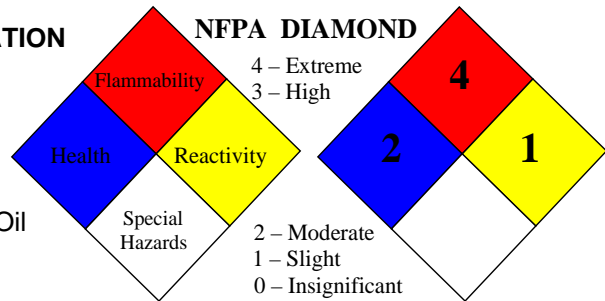 ATION
NFPA DIAMOND
Flammability
Health
Reactivity
Special
Hazards
4 – Extreme
3 – High
2 – Moderate
1 – Slight
0 – Insignificant
4
2
1
Oil